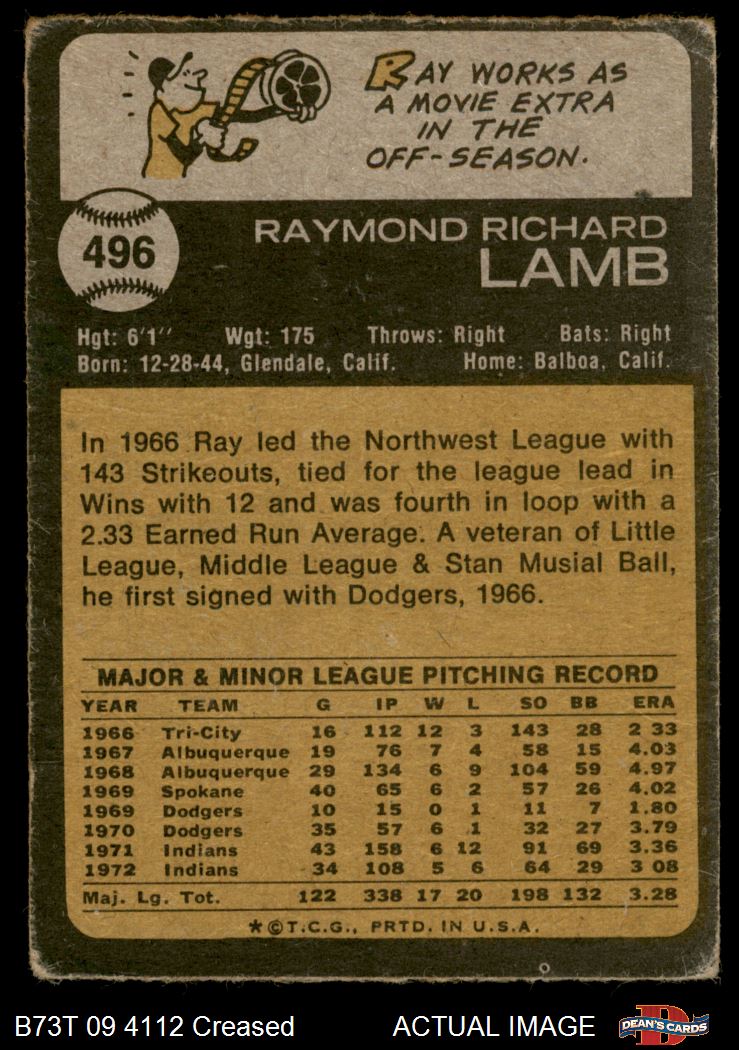 RAY WORKS AS
A MOVIE EXTRA
IN THE
OFF-SEASON.
496
RAYMOND RICHARD
LAMB
Hgt: 6'1" Wgt: 175 Throws: Right Bats: Right
Born: 12-28-44, Glendale, Calif. Home: Balboa, Calif.
In 1966 Ray led the Northwest League with
143 Strikeouts, tied for the league lead in
Wins with 12 and was fourth in loop with a
2.33 Earned Run Average. A veteran of Little
League, Middle League & Stan Musial Ball,
he first signed with Dodgers, 1966.
MAJOR & MINOR LEAGUE PITCHING RECORD
YEAR TEAM G IP W L SO BB ERA
1966 Tri-City 16 112 12 3 143 28 2 33
1967 Albuquerque 19 76 7 4 58 15 4.03
1968 Albuquerque 29 134 6 9 104 59 4.97
1969 Spokane 40 65 6 2 57 26 4.02
1969 Dodgers 10 15 0 1 11 7 1.80
1970 Dodgers 35 57 6 1 32 27 3.79
1971 Indians 43 158 6 12 91 69 3.36
1972 Indians 34 108 5 6 64 29 3 08
Maj. Lg. Tot. 122 338 17 20 198 132 3.28
*©T.C.G., PRTD. IN U.S.A.
B73T 09 4112 Creased ACTUAL IMAGE
D
DEAN'S CARDS